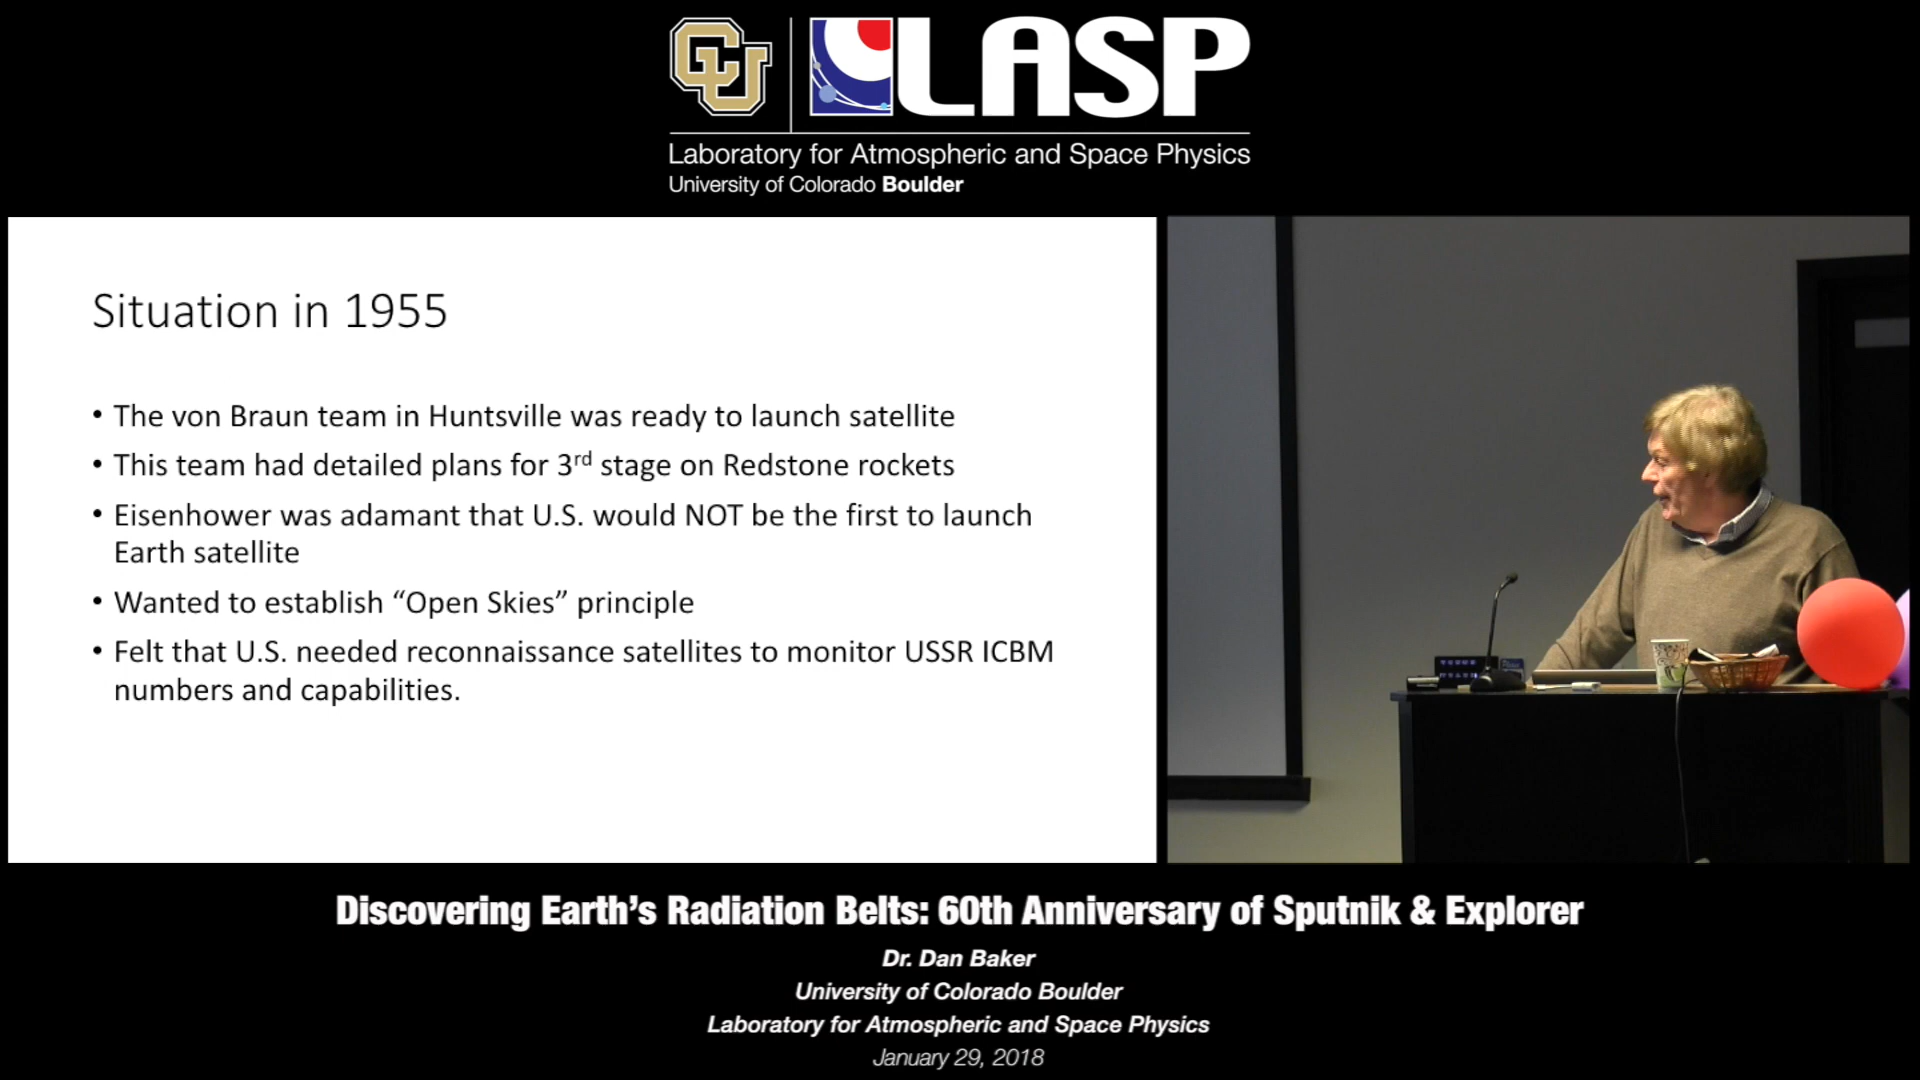 CU
LASP
Laboratory for Atmospheric and Space Physics
University of Colorado Boulder
Situation in 1955
• The von Braun team in Huntsville was ready to launch satellite
• This team had detailed plans for 3rd stage on Redstone rockets
• Eisenhower was adamant that U.S. would NOT be the first to launch
Earth satellite
• Wanted to establish “Open Skies” principle
• Felt that U.S. needed reconnaissance satellites to monitor USSR ICBM
numbers and capabilities.
Discovering Earth’s Radiation Belts: 60th Anniversary of Sputnik & Explorer
Dr. Dan Baker
University of Colorado Boulder
Laboratory for Atmospheric and Space Physics
January 29, 2018